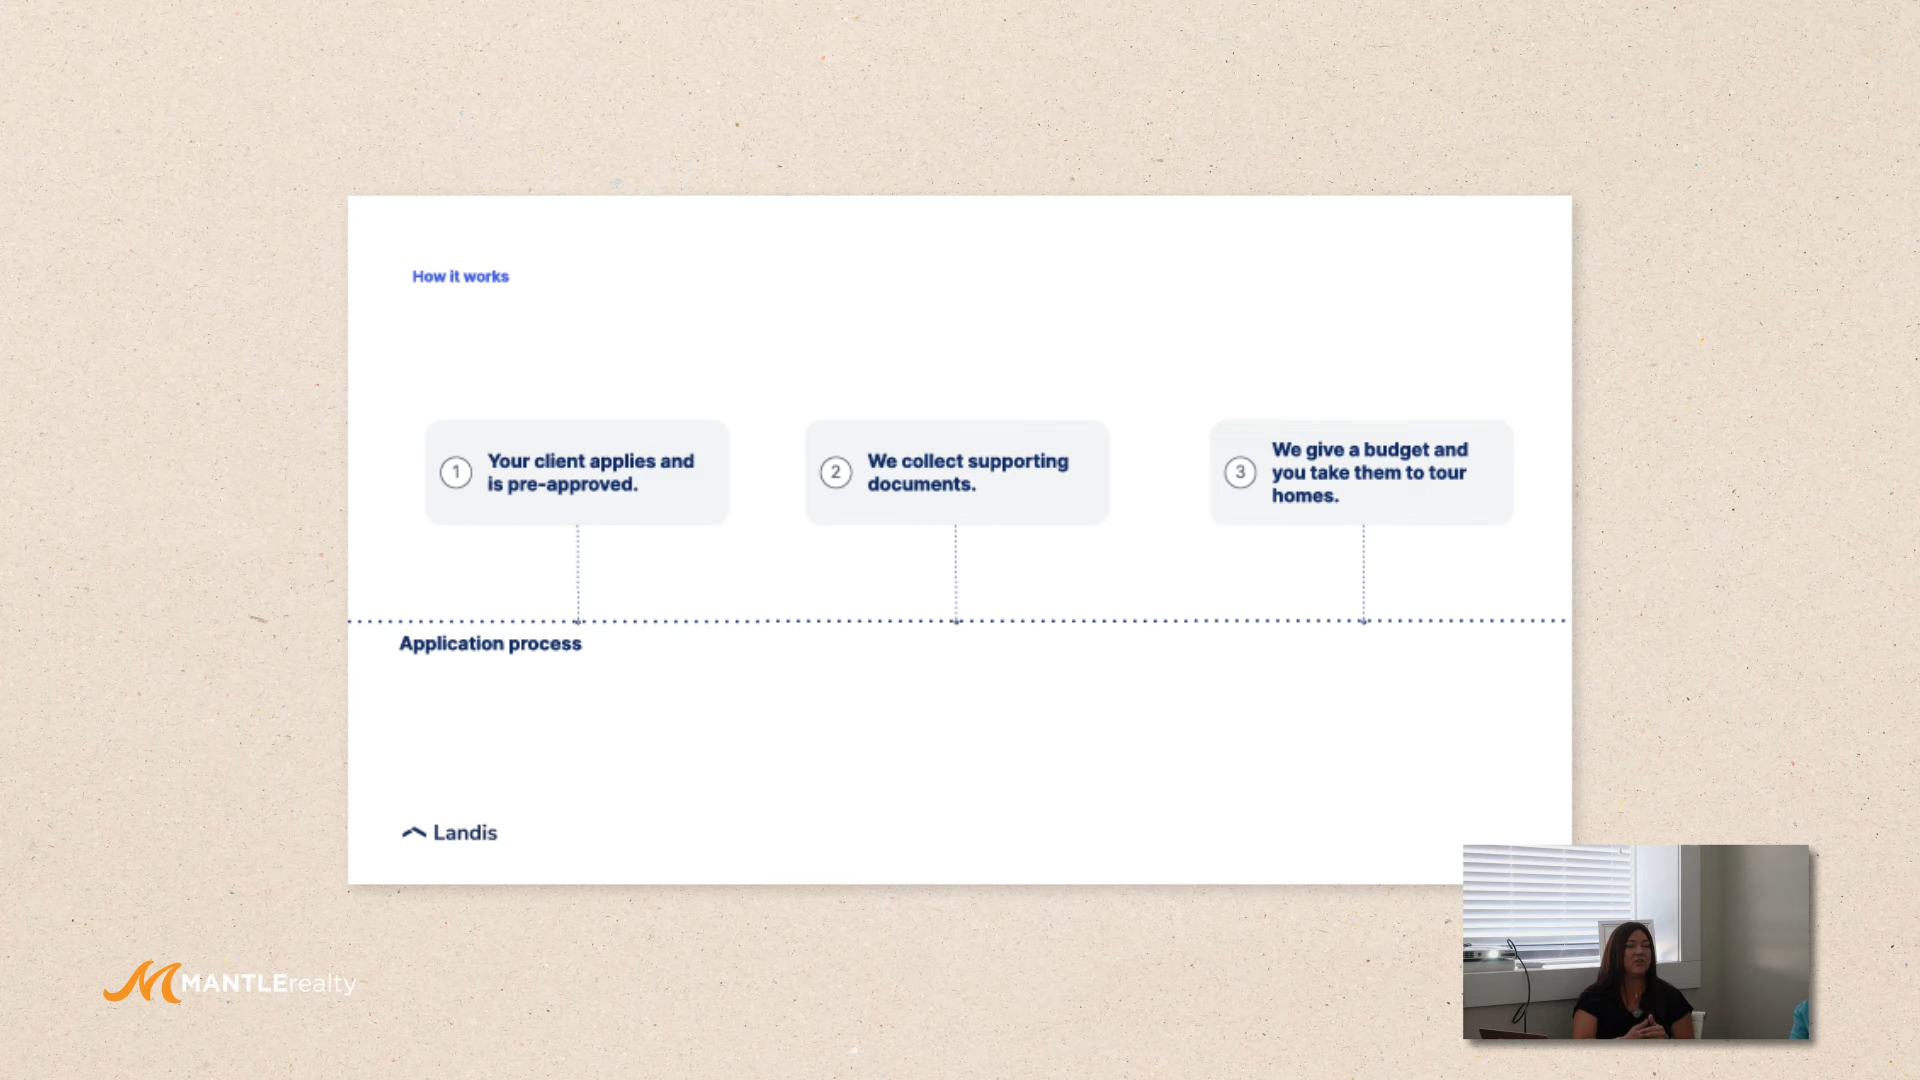 How it works
1
Your client applies and
is pre-approved.
2
We collect supporting
documents.
3
We give a budget and
you take them to tour
homes.
Application process
Landis
MANTLErealty